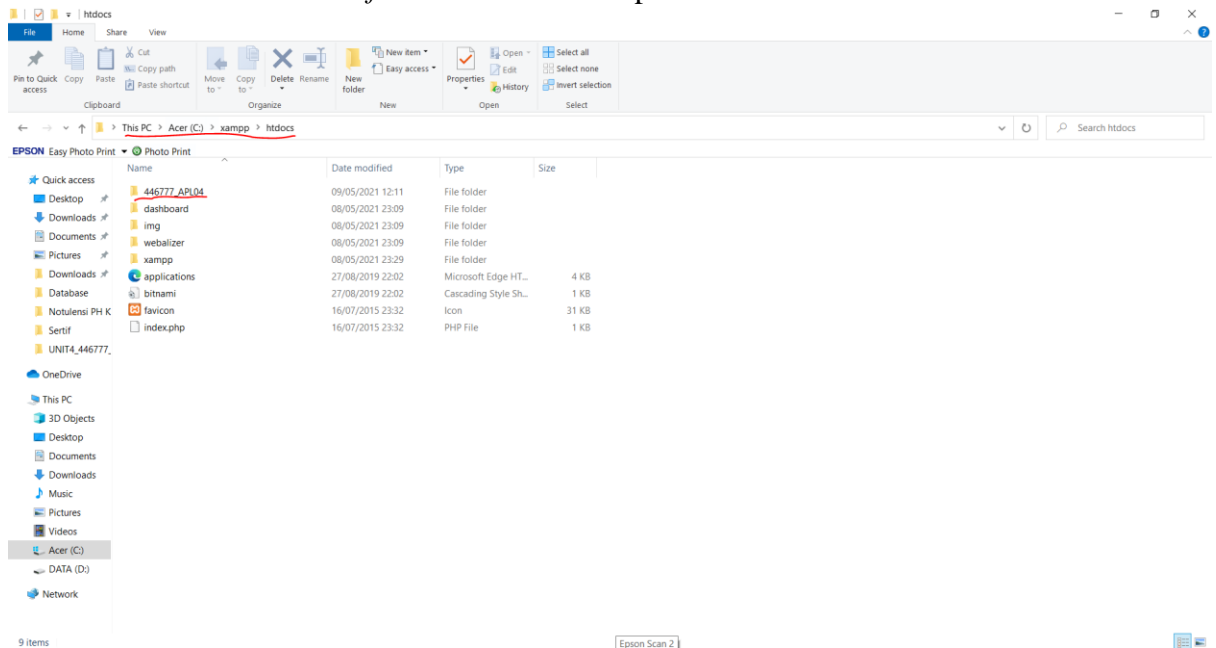 htdocs
File Home Share View
Pin to Quick access
Copy
Paste
Cut
Copy path
Paste shortcut
Move to
Copy to
Delete
Rename
New folder
New item
Easy access
Properties
Open
Edit
History
Select all
Select none
Invert selection
Clipboard Organize New Open Select
This PC > Acer (C:) > xampp > htdocs
Search htdocs
EPSON Easy Photo Print Photo Print
Name Date modified Type Size
446777_APL04 09/05/2021 12:11 File folder
dashboard 08/05/2021 23:09 File folder
img 08/05/2021 23:09 File folder
webalizer 08/05/2021 23:09 File folder
xampp 08/05/2021 23:29 File folder
applications 27/08/2019 22:02 Microsoft Edge HT... 4 KB
bitnami 27/08/2019 22:02 Cascading Style Sh... 1 KB
favicon 16/07/2015 23:32 Icon 31 KB
index.php 16/07/2015 23:32 PHP File 1 KB
Quick access
Desktop
Downloads
Documents
Pictures
Downloads
Database
Notulensi PH K
Sertif
UNIT4_446777_
OneDrive
This PC
3D Objects
Desktop
Documents
Downloads
Music
Pictures
Videos
Acer (C:)
DATA (D:)
Network
9 items
Epson Scan 2